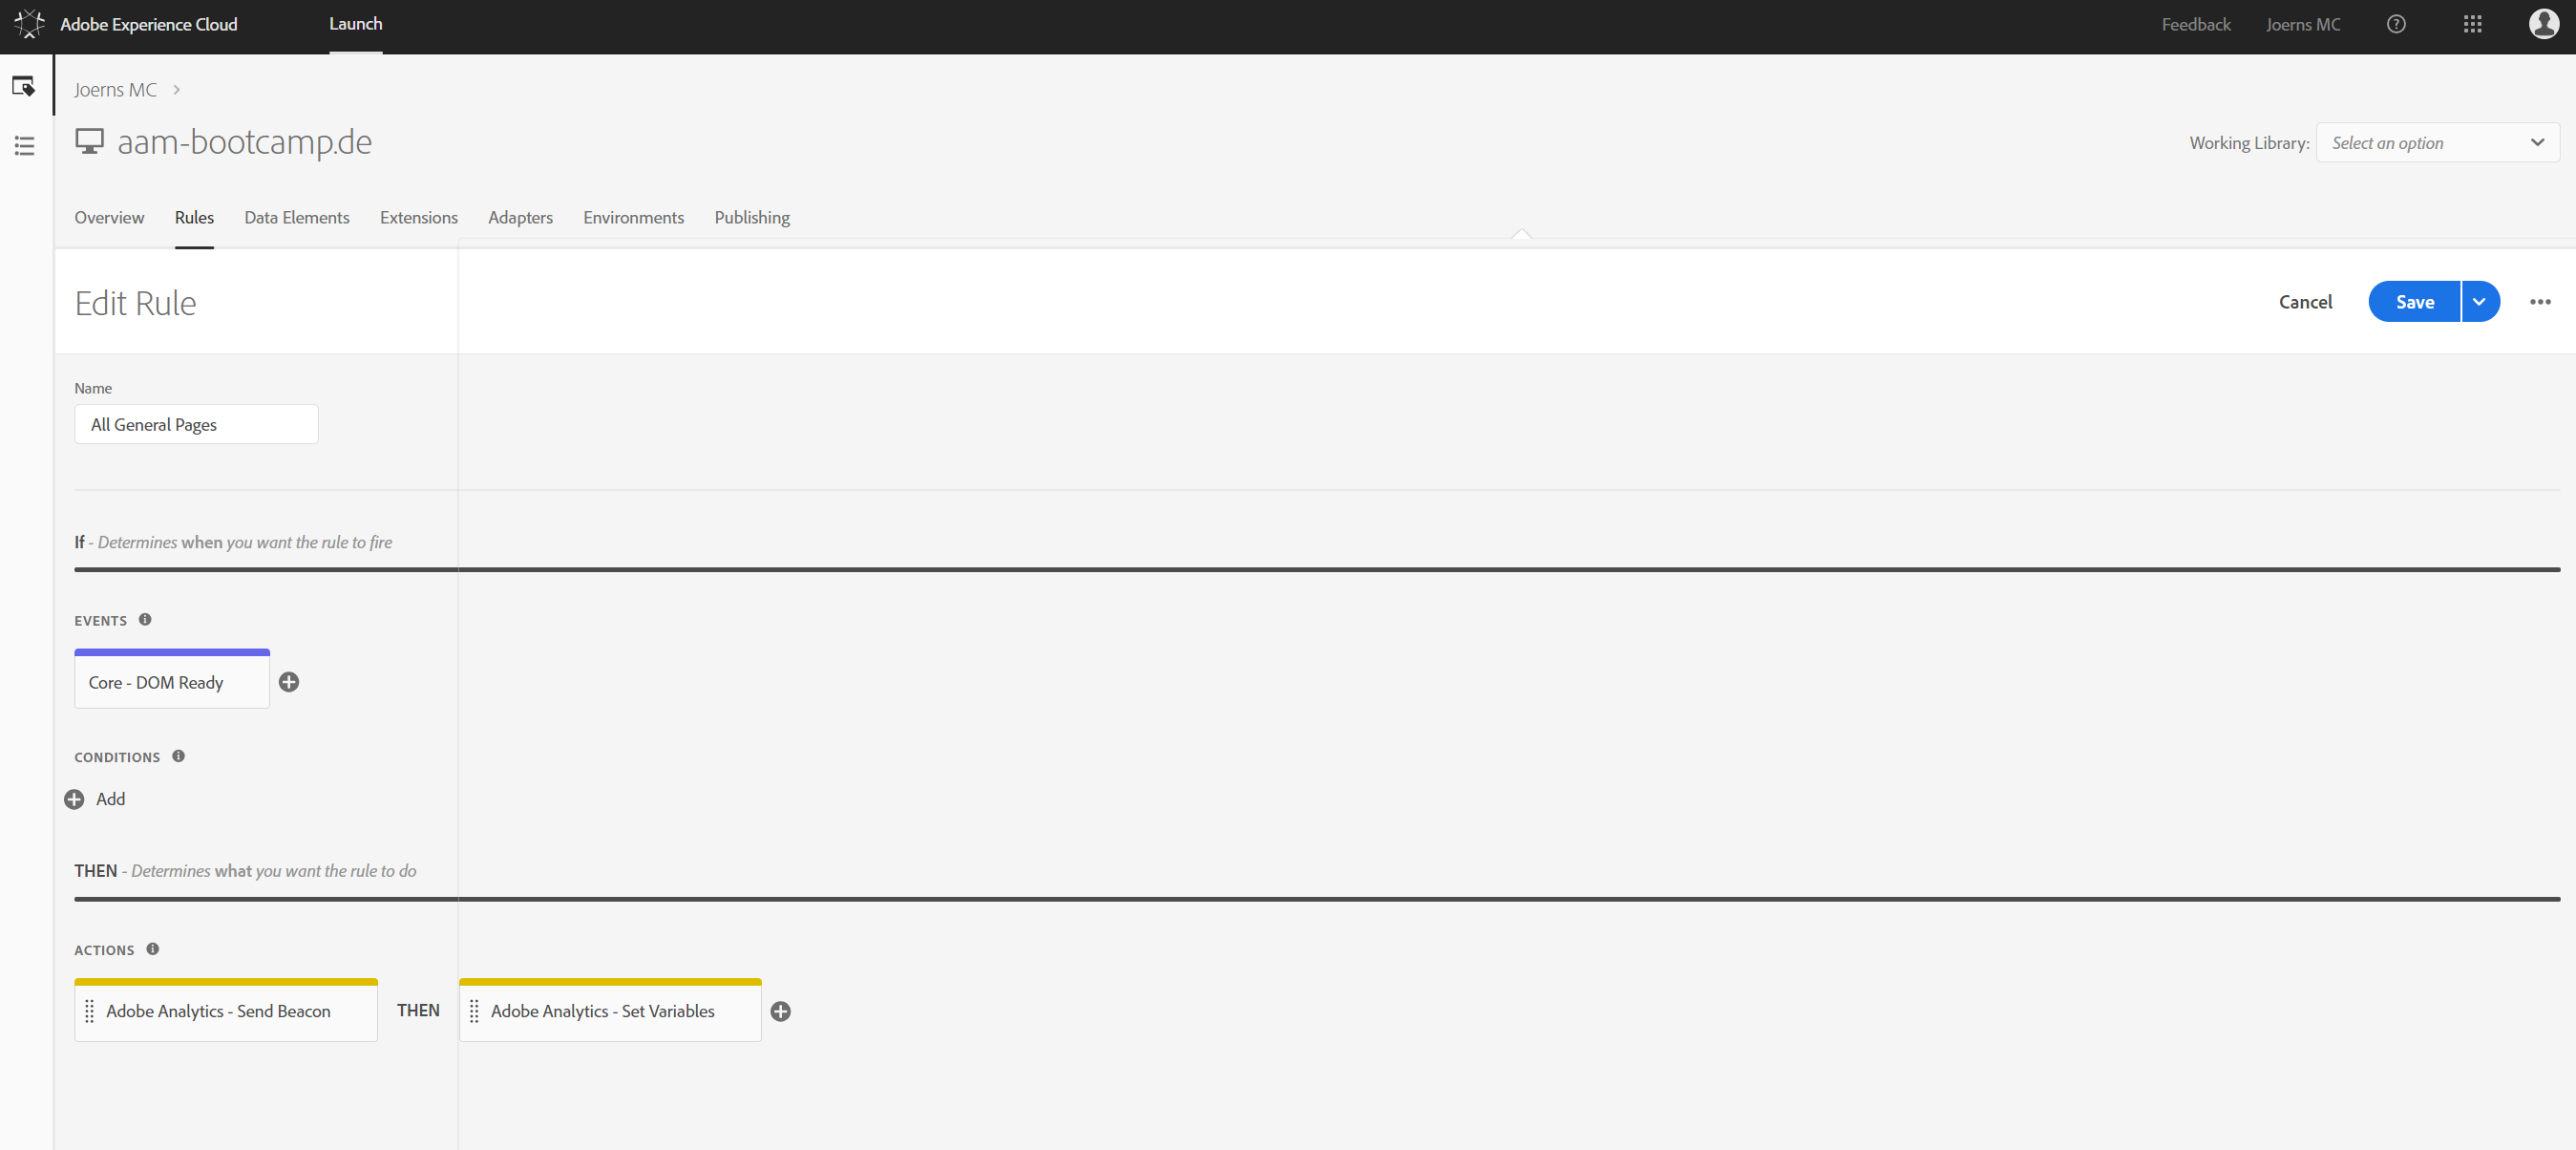 Adobe Experience Cloud Launch Feedback Joerns MC
Joerns MC
aam-bootcamp.de
Working Library: Select an option
Overview Rules Data Elements Extensions Adapters Environments Publishing
Edit Rule
Cancel Save
Name
All General Pages
If - Determines when you want the rule to fire
EVENTS
Core - DOM Ready
CONDITIONS
Add
THEN - Determines what you want the rule to do
ACTIONS
Adobe Analytics - Send Beacon THEN Adobe Analytics - Set Variables